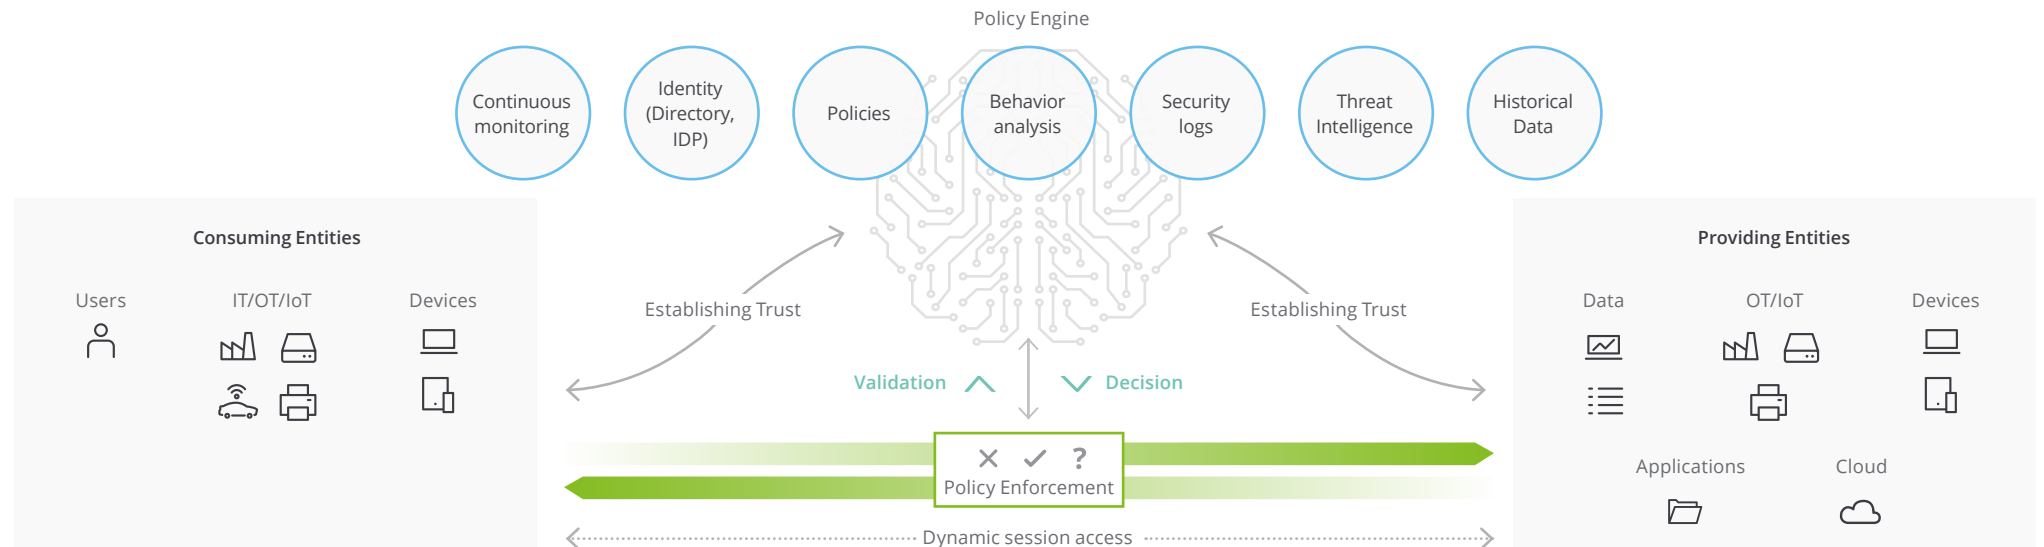 Policy Engine
Continuous
monitoring
Identity
(Directory,
IDP)
Policies
Behavior
analysis
Security
logs
Threat
Intelligence
Historical
Data
Consuming Entities
Users
IT/OT/IoT
Devices
Establishing Trust
Establishing Trust
Validation
Decision
?
Policy Enforcement
Dynamic session access
Providing Entities
Data
OT/IoT
Devices
Applications
Cloud